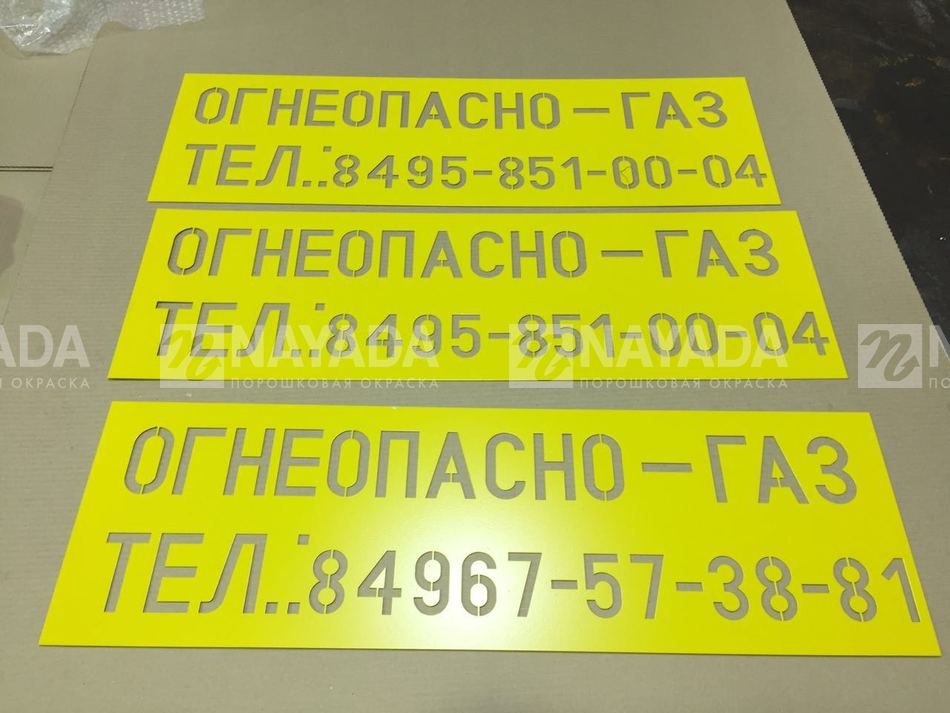 ОГНЕОПАСНО-ГАЗ
ТЕЛ.:8495-851-00-04
ОГНЕОПАСНО-ГАЗ
ТЕЛ.:8495-851-00-04
NAYADA NAYADA NAYADA
ПОРОШКОВАЯ ОКРАСКА ПОРОШКОВАЯ ОКРАСКА
ОГНЕОПАСНО-ГАЗ
ТЕЛ.:84967-57-38-81